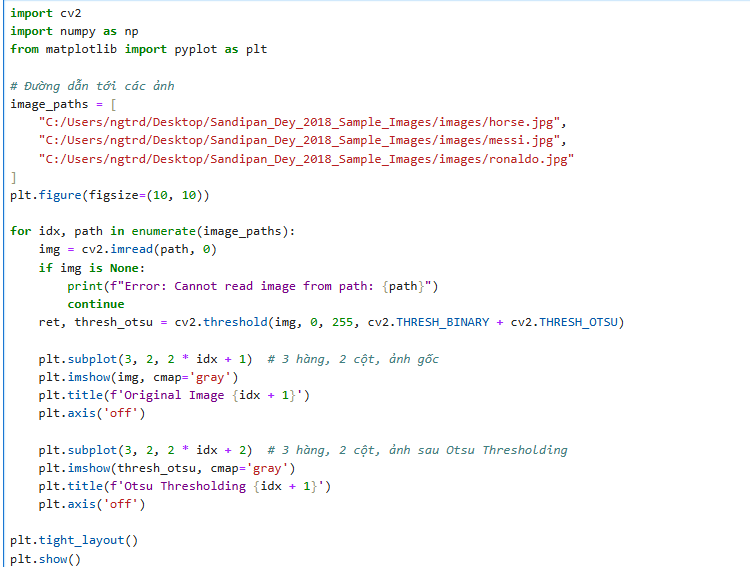 import cv2
import numpy as np
from matplotlib import pyplot as plt

# Đường dẫn tới các ảnh
image_paths = [
    "C:/Users/ngtrd/Desktop/Sandipan_Dey_2018_Sample_Images/images/horse.jpg",
    "C:/Users/ngtrd/Desktop/Sandipan_Dey_2018_Sample_Images/images/messi.jpg",
    "C:/Users/ngtrd/Desktop/Sandipan_Dey_2018_Sample_Images/images/ronaldo.jpg"
]
plt.figure(figsize=(10, 10))

for idx, path in enumerate(image_paths):
    img = cv2.imread(path, 0)
    if img is None:
        print(f"Error: Cannot read image from path: {path}")
        continue
    ret, thresh_otsu = cv2.threshold(img, 0, 255, cv2.THRESH_BINARY + cv2.THRESH_OTSU)

    plt.subplot(3, 2, 2 * idx + 1)  # 3 hàng, 2 cột, ảnh gốc
    plt.imshow(img, cmap='gray')
    plt.title(f'Original Image {idx + 1}')
    plt.axis('off')

    plt.subplot(3, 2, 2 * idx + 2)  # 3 hàng, 2 cột, ảnh sau Otsu Thresholding
    plt.imshow(thresh_otsu, cmap='gray')
    plt.title(f'Otsu Thresholding {idx + 1}')
    plt.axis('off')

plt.tight_layout()
plt.show()